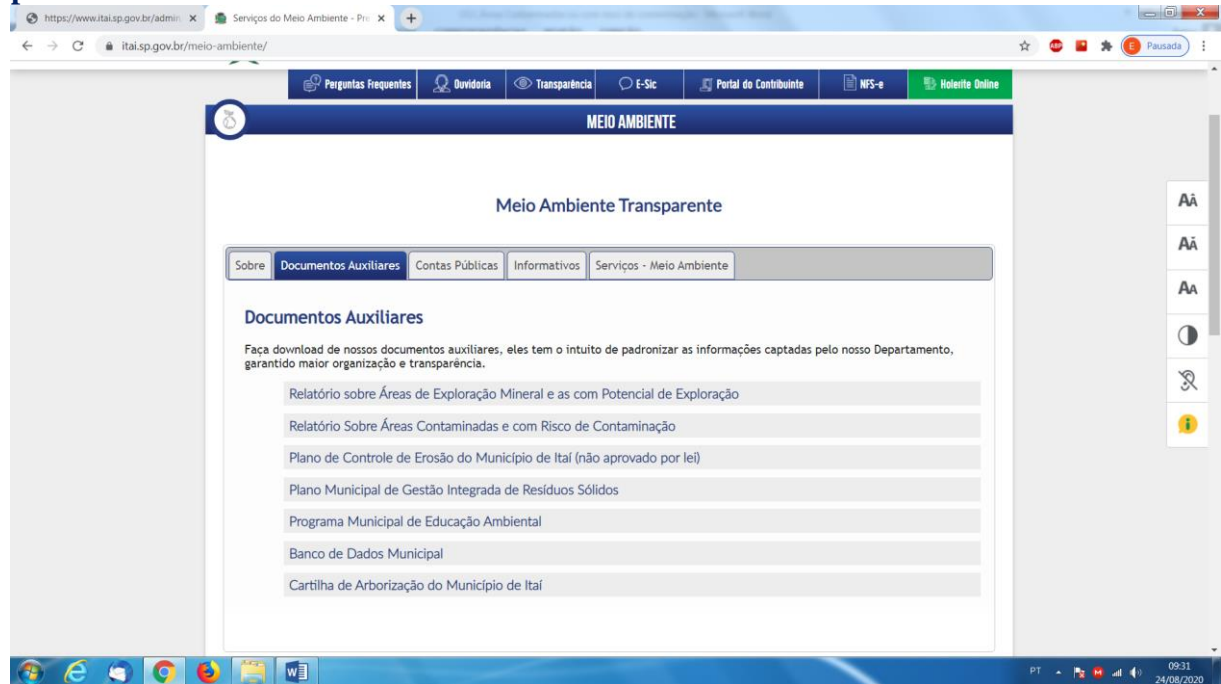 https://www.itai.sp.gov.br/admin
Serviços do Meio Ambiente - Pre
itai.sp.gov.br/meio-ambiente/
ABP
E
Pausada
Perguntas Frequentes
Ouvidoria
Transparência
E-Sic
Portal do Contribuinte
NFS-e
Holerite Online
MEIO AMBIENTE
Meio Ambiente Transparente
Sobre
Documentos Auxiliares
Contas Públicas
Informativos
Serviços - Meio Ambiente
Documentos Auxiliares
Faça download de nossos documentos auxiliares, eles tem o intuito de padronizar as informações captadas pelo nosso Departamento,
garantido maior organização e transparência.
Relatório sobre Áreas de Exploração Mineral e as com Potencial de Exploração
Relatório Sobre Áreas Contaminadas e com Risco de Contaminação
Plano de Controle de Erosão do Município de Itaí (não aprovado por lei)
Plano Municipal de Gestão Integrada de Resíduos Sólidos
Programa Municipal de Educação Ambiental
Banco de Dados Municipal
Cartilha de Arborização do Município de Itaí
PT
09:31
24/08/2020